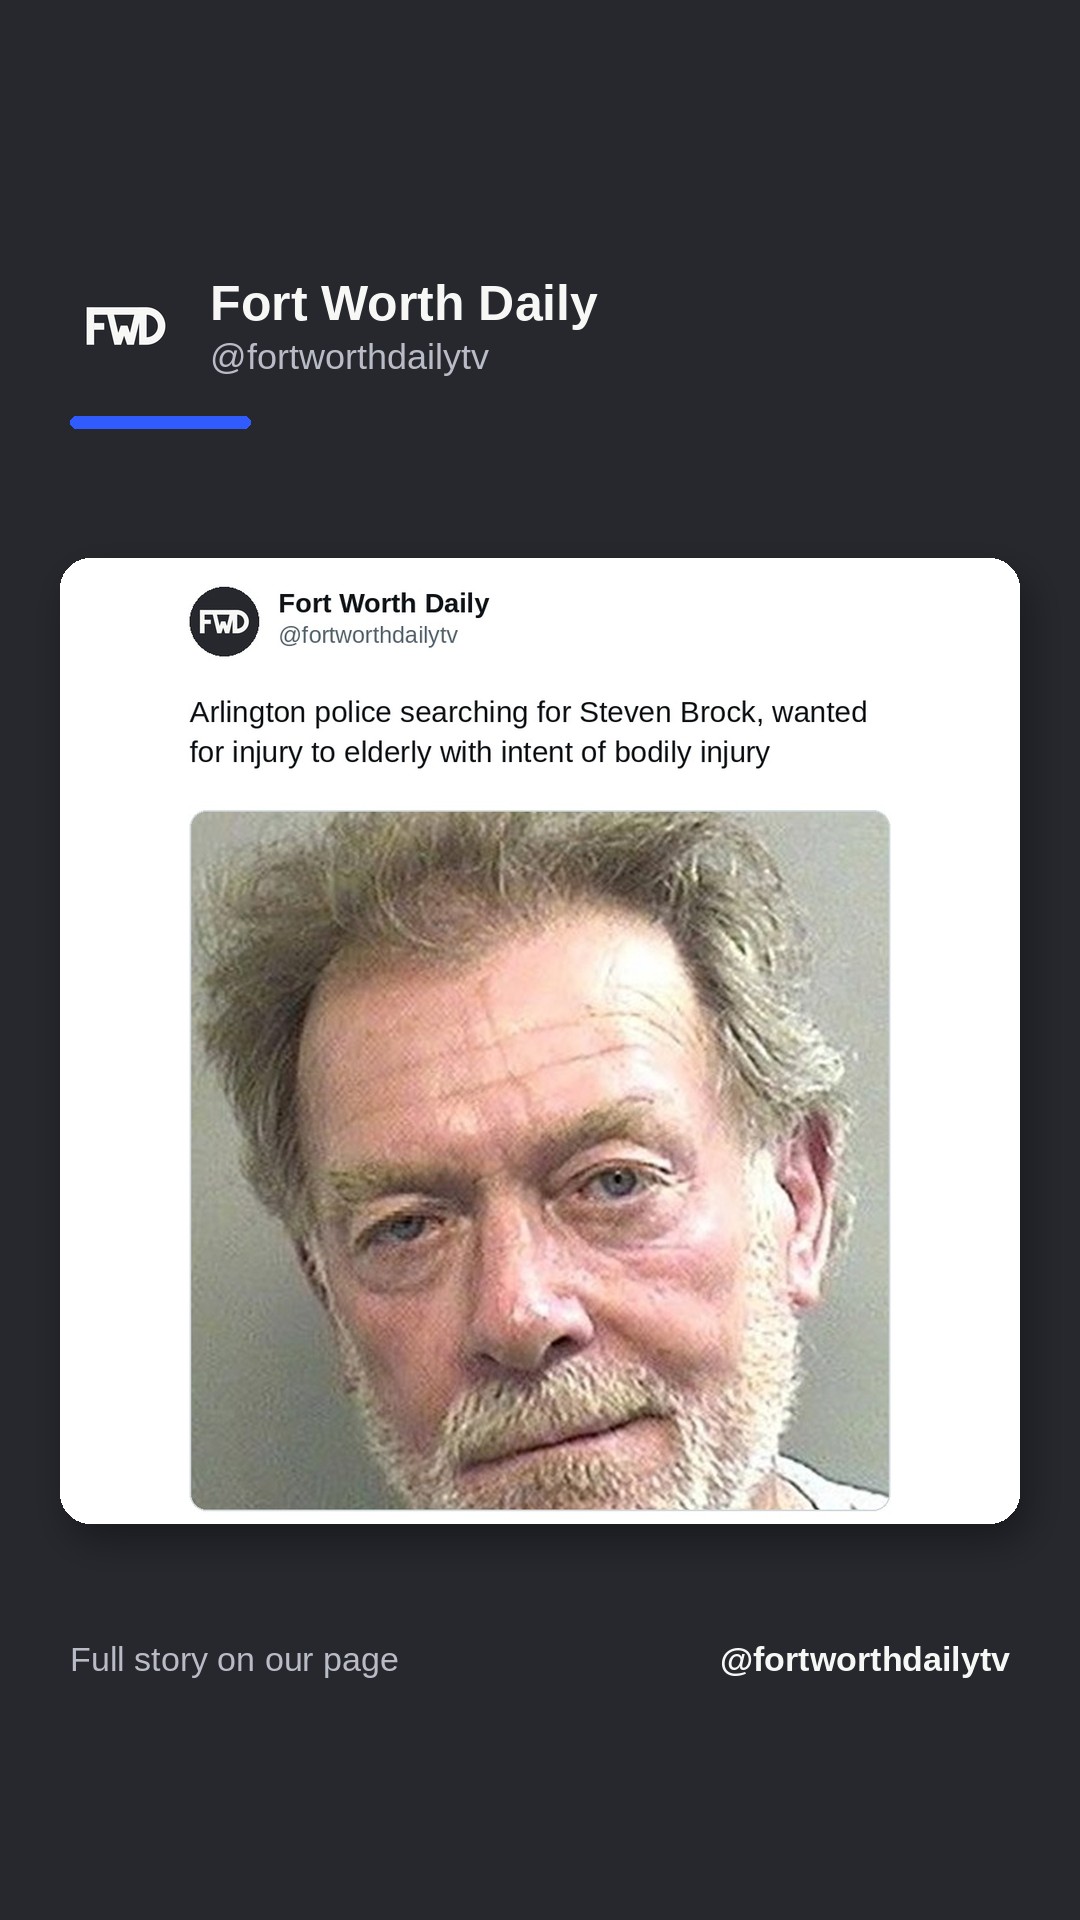 FWD
Fort Worth Daily
@fortworthdailytv
FWD
Fort Worth Daily
@fortworthdailytv
Arlington police searching for Steven Brock, wanted
for injury to elderly with intent of bodily injury
Full story on our page
@fortworthdailytv